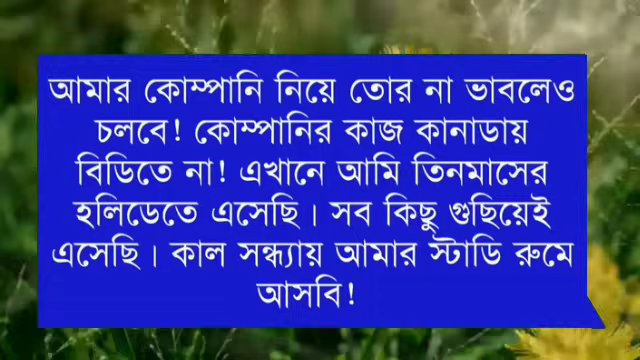 আমার কোম্পানি নিয়ে তোর না ভাবলেও
চলবে! কোম্পানির কাজ কানাডায়
বিডিতে না! এখানে আমি তিনমাসের
হলিডেতে এসেছি। সব কিছু গুছিয়েই
এসেছি। কাল সন্ধ্যায় আমার স্টাডি রুমে
আসবি!